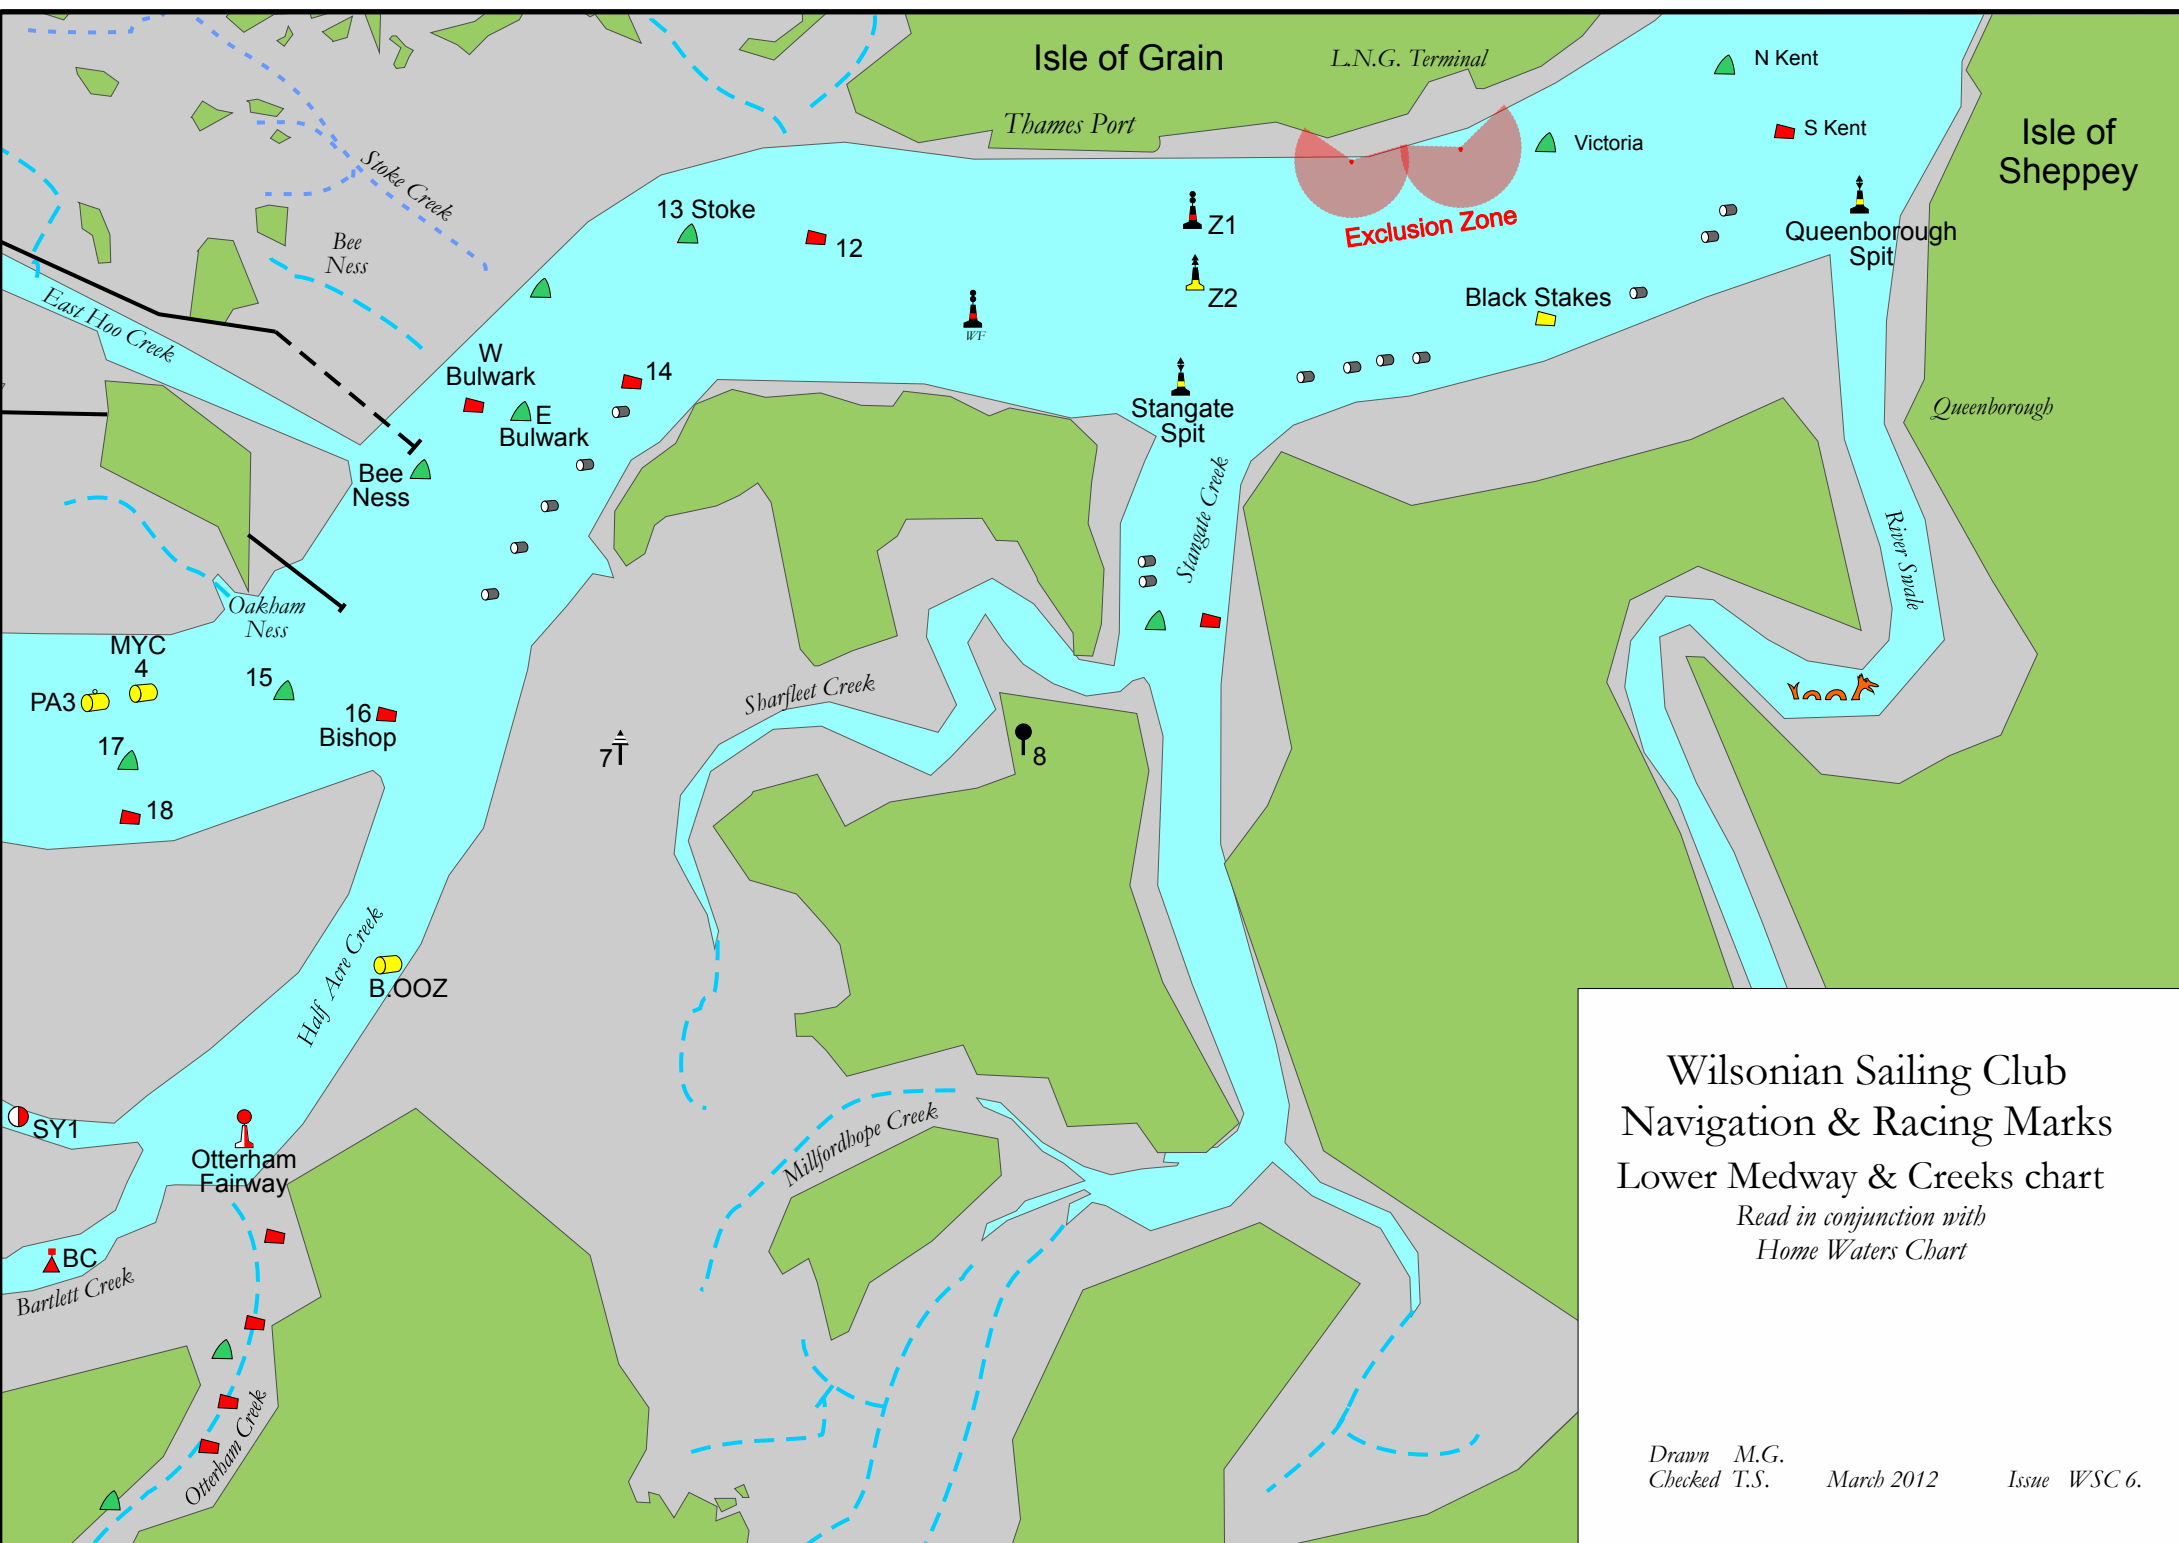 Isle of Grain
L.N.G. Terminal
N Kent
Thames Port
S Kent
Isle of
Sheppey
Victoria
Stoke Creek
13 Stoke
12
Z1
Exclusion Zone
Queenborough
Spit
Bee
Ness
East Hoo Creek
Z2
Black Stakes
WF
W
Bulwark
14
E
Bulwark
Stangate
Spit
Queenborough
Bee
Ness
Stangate Creek
River Swale
Oakham
Ness
MYC
4
PA3
15
16
Bishop
17
18
Sharfleet Creek
7
8
Half Acre Creek
B.OOZ
SY1
Otterham
Fairway
Millfordhope Creek
BC
Bartlett Creek
Otterham Creek
Wilsonian Sailing Club
Navigation & Racing Marks
Lower Medway & Creeks chart
Read in conjunction with
Home Waters Chart
Drawn M.G.
Checked T.S. March 2012 Issue WSC 6.